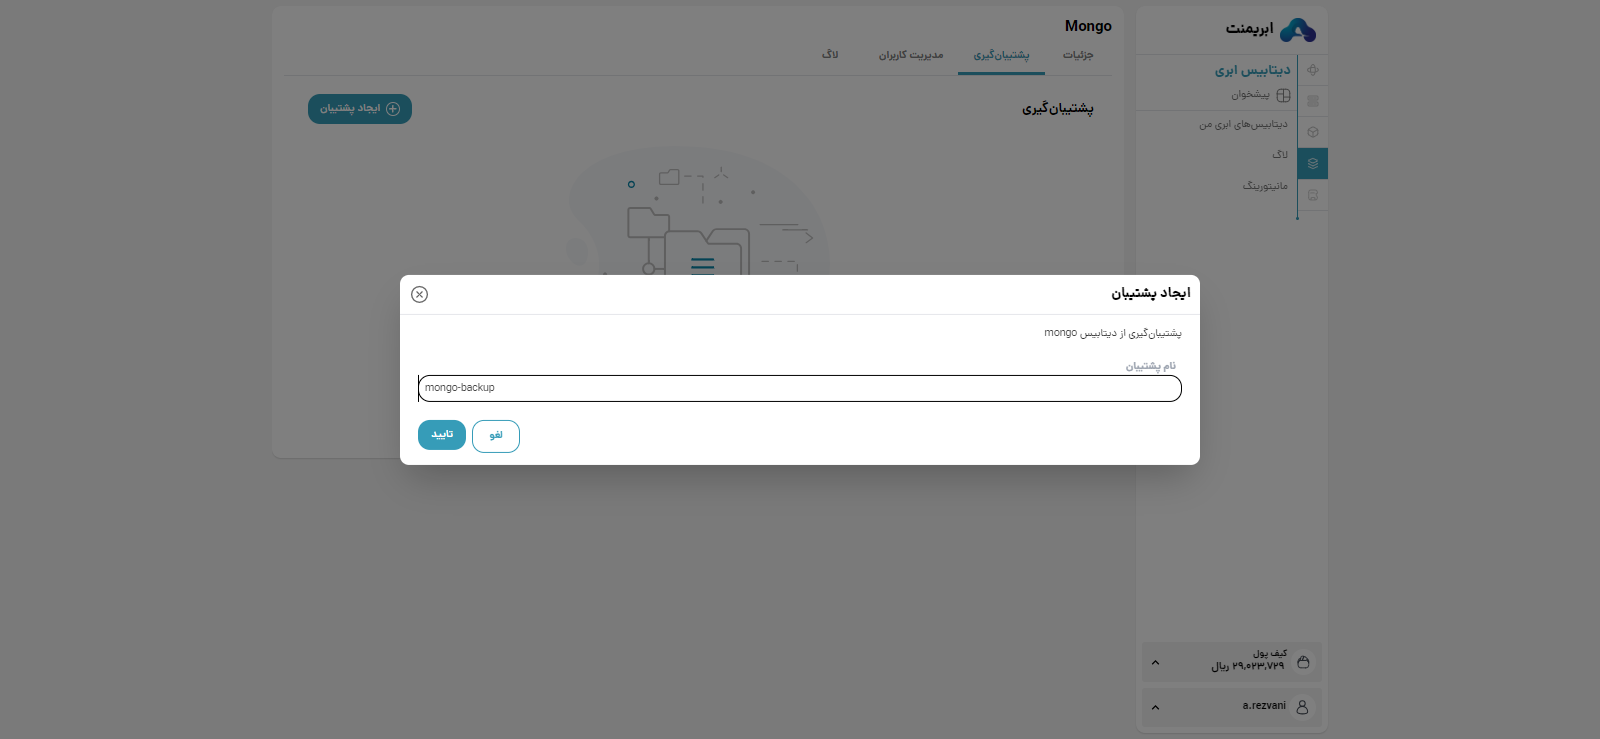 ابریمنت
دیتابیس ابری
پیشخوان
دیتابیس‌های ابری من
لاگ
مانیتورینگ
کیف پول
۲۹,۰۲۳,۷۲۹ ریال
a.rezvani
Mongo
جزئیات پشتیبان‌گیری مدیریت کاربران لاگ
پشتیبان‌گیری
ایجاد پشتیبان
ایجاد پشتیبان
پشتیبان‌گیری از دیتابیس mongo
نام پشتیبان
mongo-backup
لغو تایید